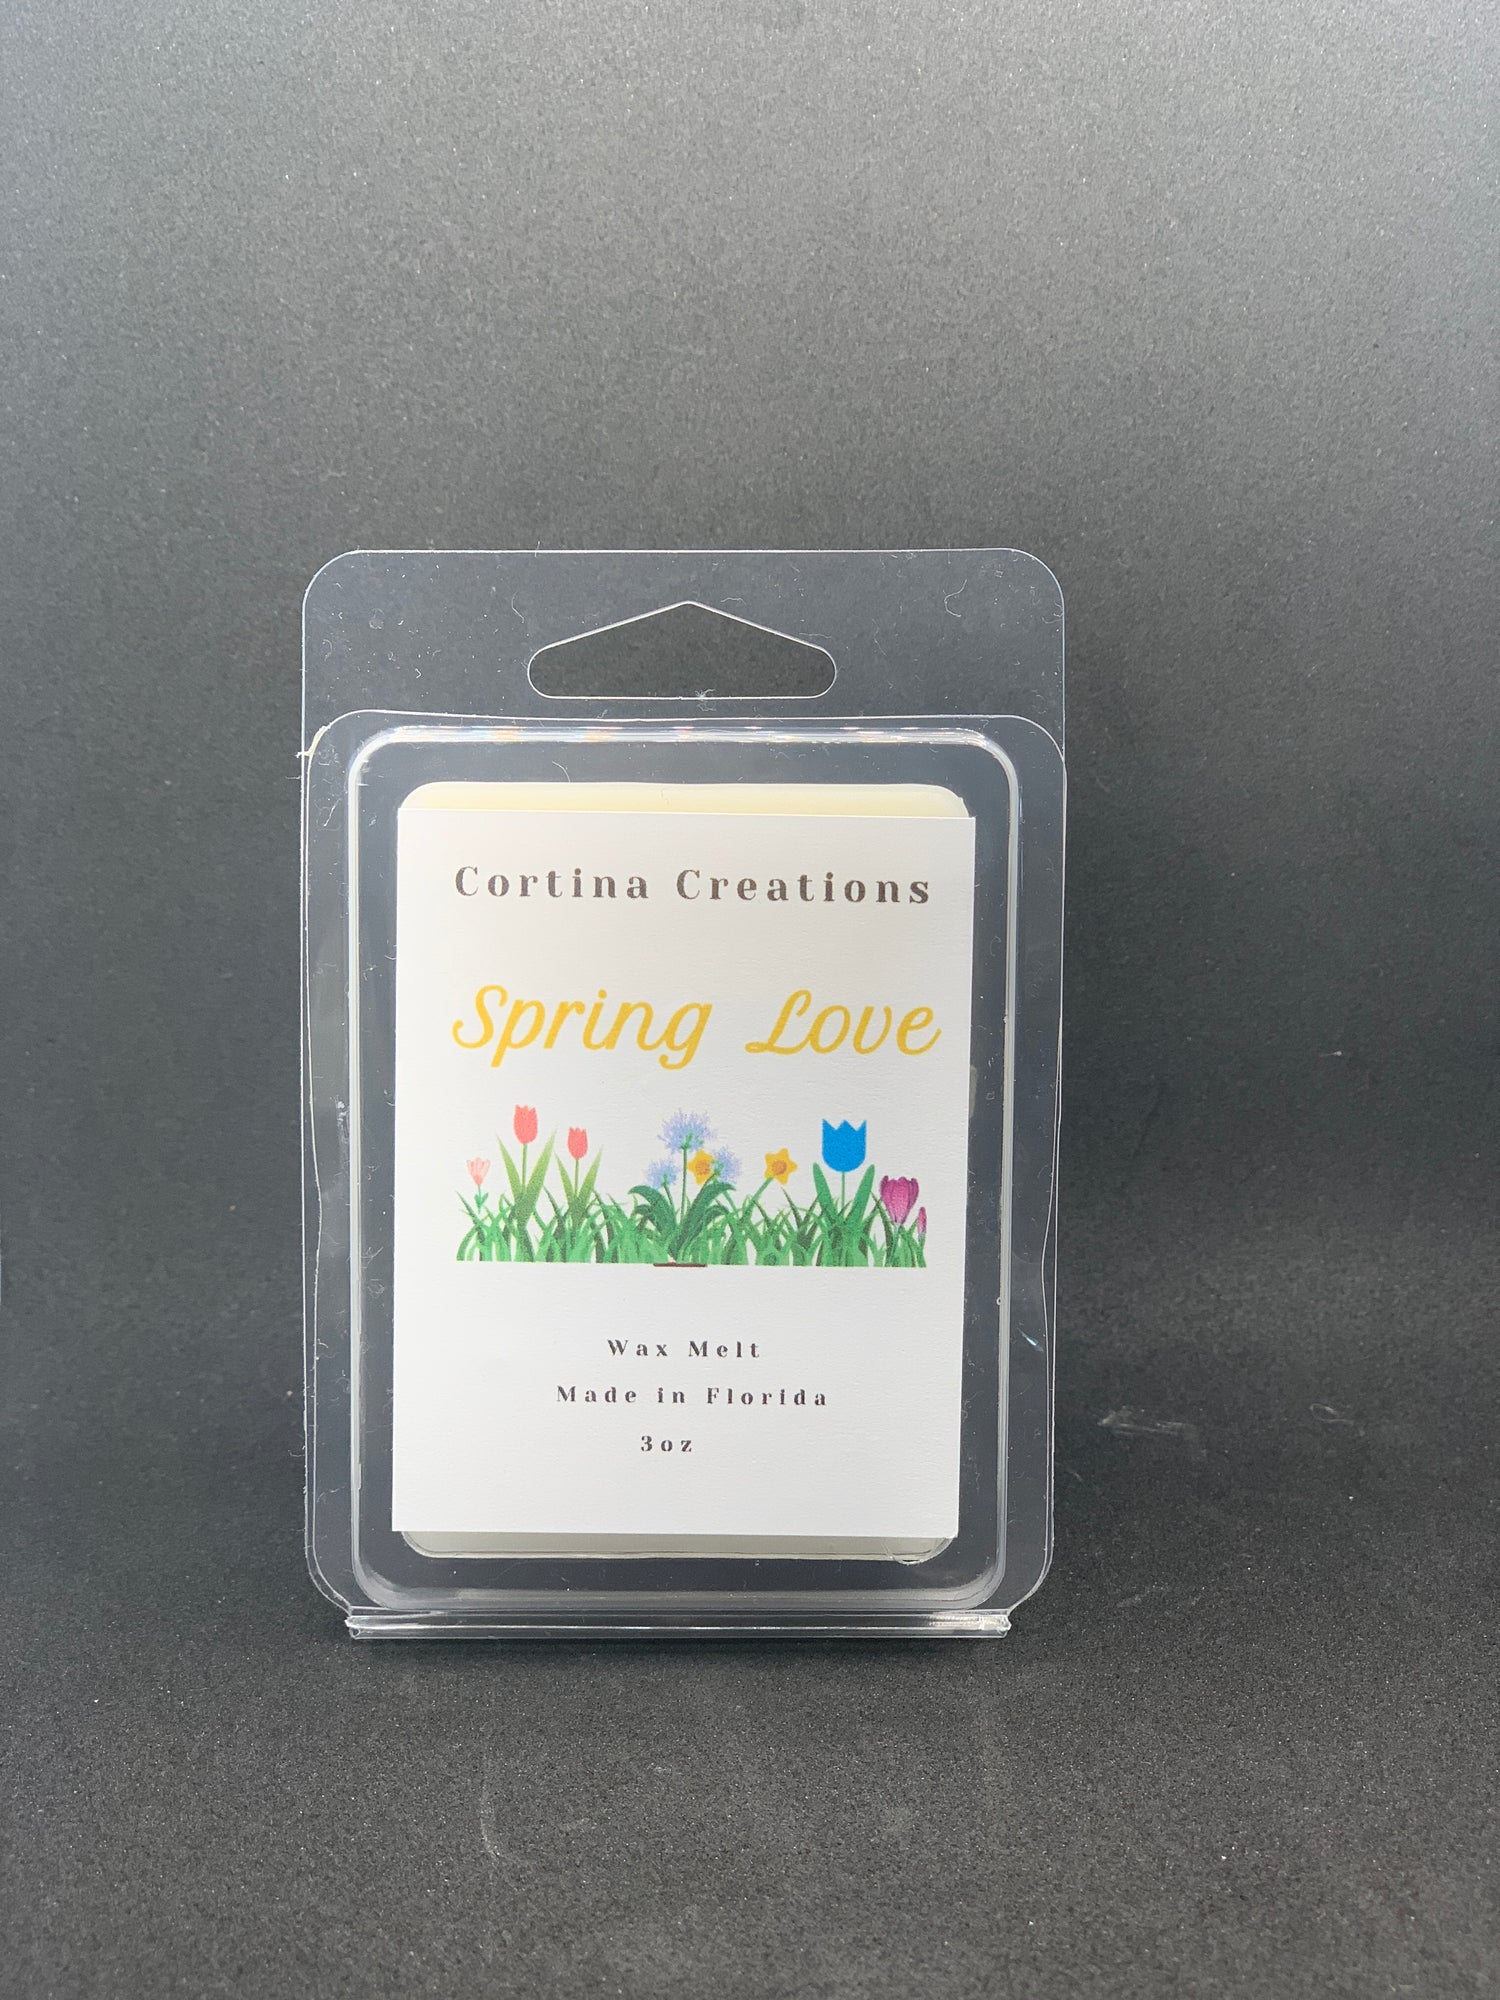 Cortina Creations
Spring Love
Wax Melt
Made in Florida
3oz